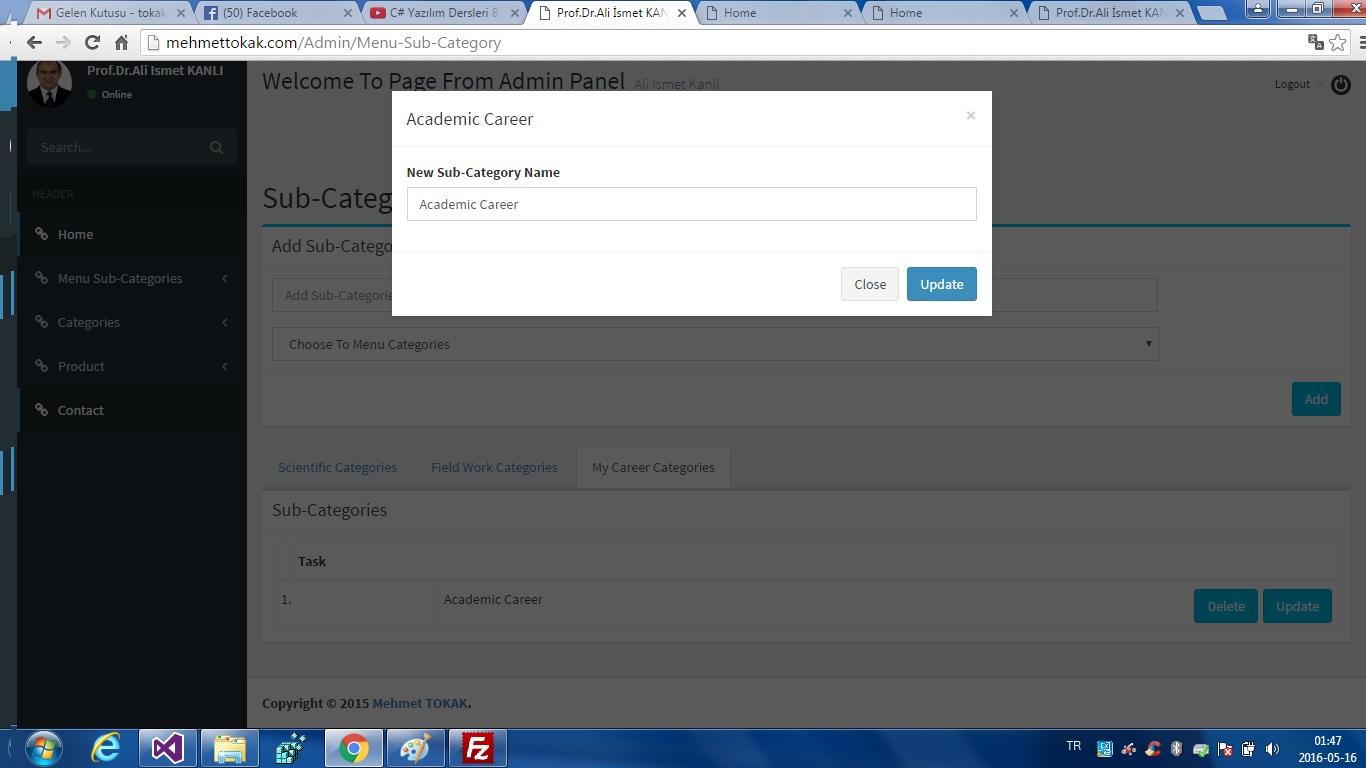 Gelen Kutusu - tokak
(50) Facebook
C# Yazılım Dersleri 8-
Prof.Dr.Ali İsmet KAN
Home
Home
Prof.Dr.Ali İsmet KAN
mehmettokak.com/Admin/Menu-Sub-Category
Prof.Dr.Ali Ismet KANLI
Online
Welcome To Page From Admin Panel Ali Ismet Kanli
Logout >
Search...
HEADER
Home
Menu Sub-Categories
Categories
Product
Contact
Academic Career ×
New Sub-Category Name
Academic Career
Close
Update
Sub-Categ
Add Sub-Catego
Add Sub-Categorie
Choose To Menu Categories
Add
Scientific Categories
Field Work Categories
My Career Categories
Sub-Categories
Task
1.
Academic Career
Delete
Update
Copyright © 2015 Mehmet TOKAK.
TR
01:47
2016-05-16